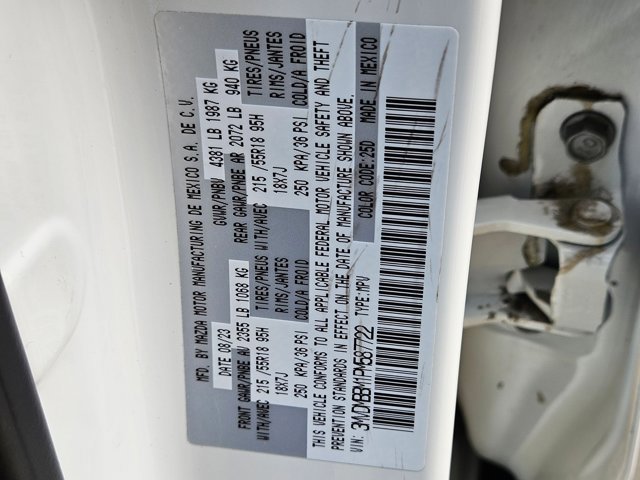 MFD. BY MAZDA MOTOR MANUFACTURING DE MEXICO S.A. DE C.V.
DATE 08/23 GVWR/PNBV 4381 LB 1987 KG
FRONT GAWR/PNBE AV 2355 LB 1068 KG REAR GAWR/PNBE AR 2072 LB 940 KG
WITH/AVEC 215/55R18 95H TIRES/PNEUS WITH/AVEC 215/55R18 95H TIRES/PNEUS
18X7J RIMS/JANTES 18X7J RIMS/JANTES
250 KPA/36 PSI COLD/A FROID 250 KPA/36 PSI COLD/A FROID
THIS VEHICLE CONFORMS TO ALL APPLICABLE FEDERAL MOTOR VEHICLE SAFETY AND THEFT
PREVENTION STANDARDS IN EFFECT ON THE DATE OF MANUFACTURE SHOWN ABOVE.
COLOR CODE:25D MADE IN MEXICO
VIN: 3MVDMBBM1PM587722 TYPE:MPV